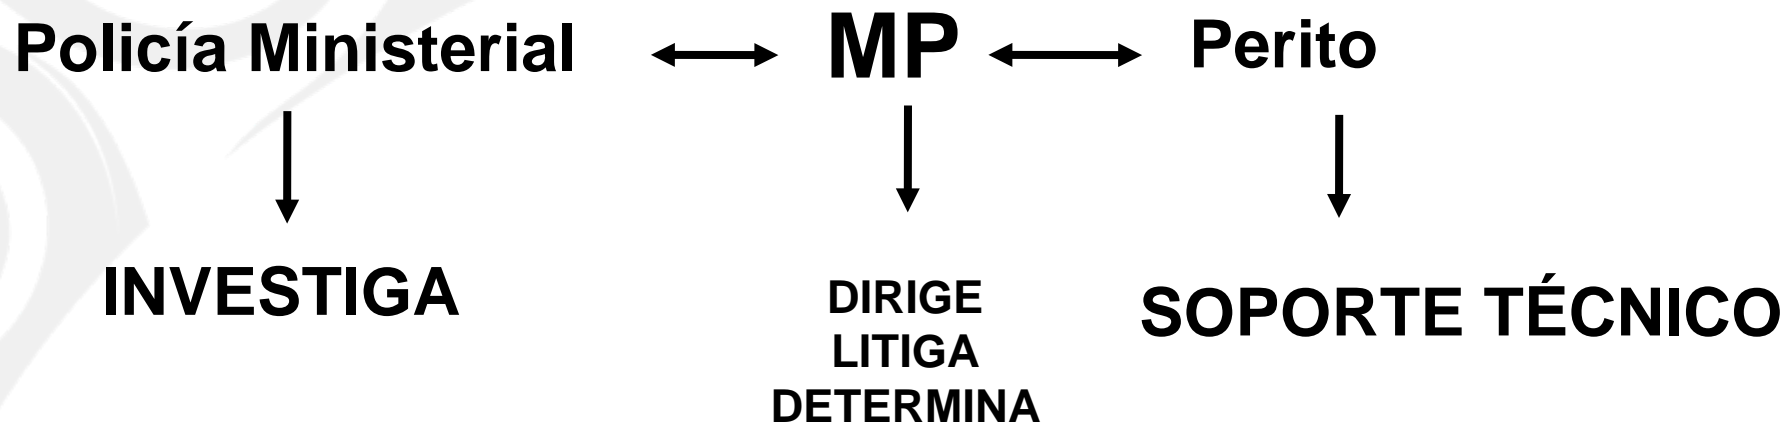 Policía Ministerial
MP
Perito
INVESTIGA
DIRIGE
LITIGA
DETERMINA
SOPORTE TÉCNICO